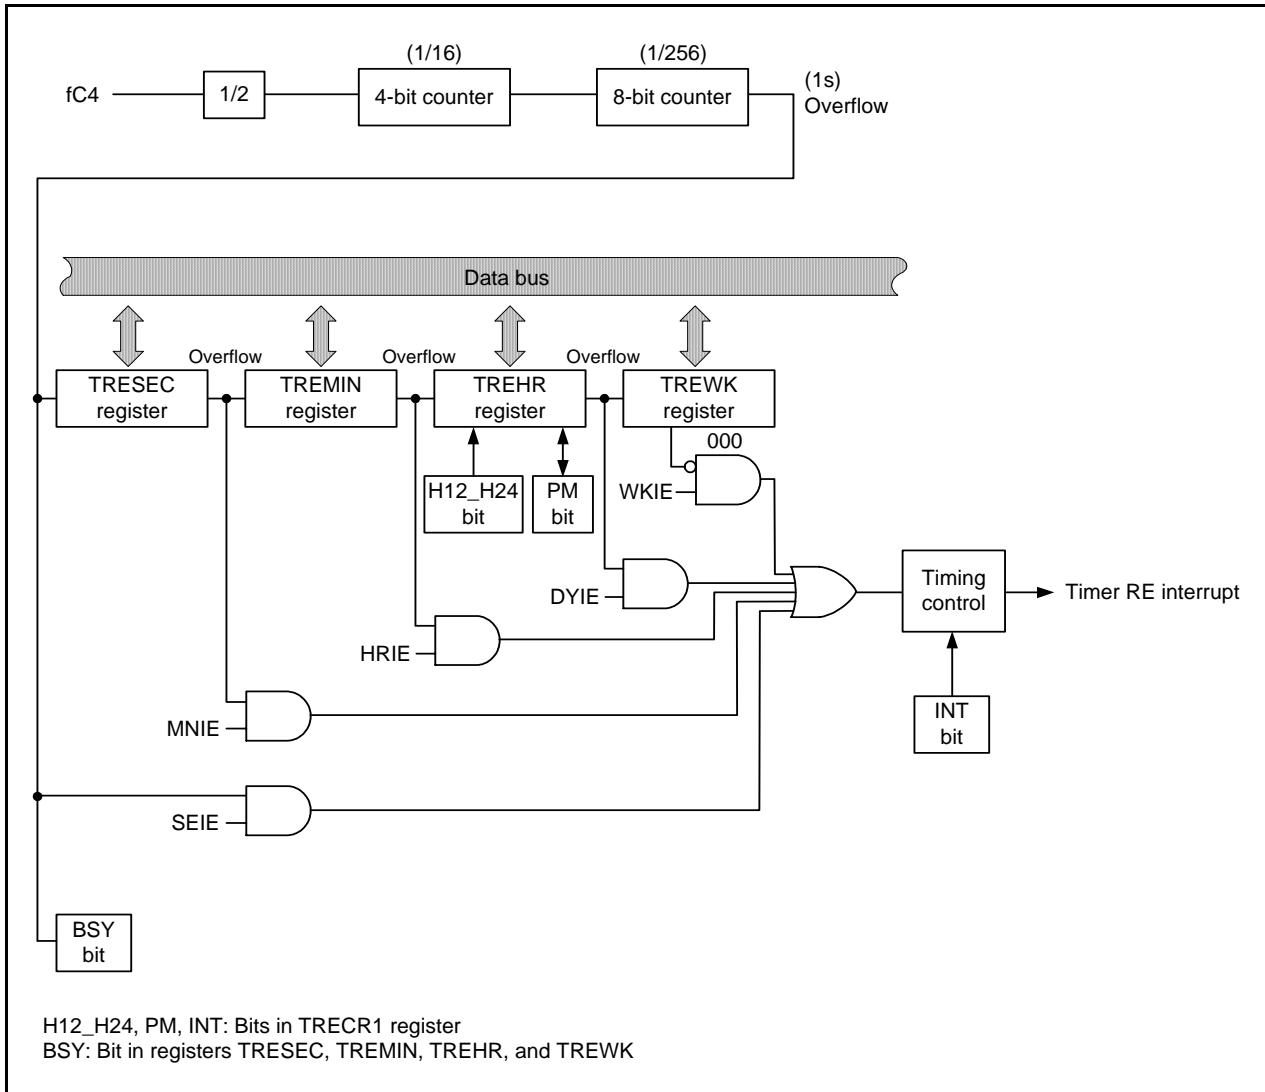 (1/16)
(1/256)
fC4
1/2
4-bit counter
8-bit counter
(1s)
Overflow
Data bus
Overflow
Overflow
Overflow
TRESEC
register
TREMIN
register
TREHR
register
TREWK
register
000
H12_H24
bit
PM
bit
WKIE
DYIE
Timing
control
Timer RE interrupt
HRIE
MNIE
INT
bit
SEIE
BSY
bit
H12_H24, PM, INT: Bits in TRECR1 register
BSY: Bit in registers TRESEC, TREMIN, TREHR, and TREWK